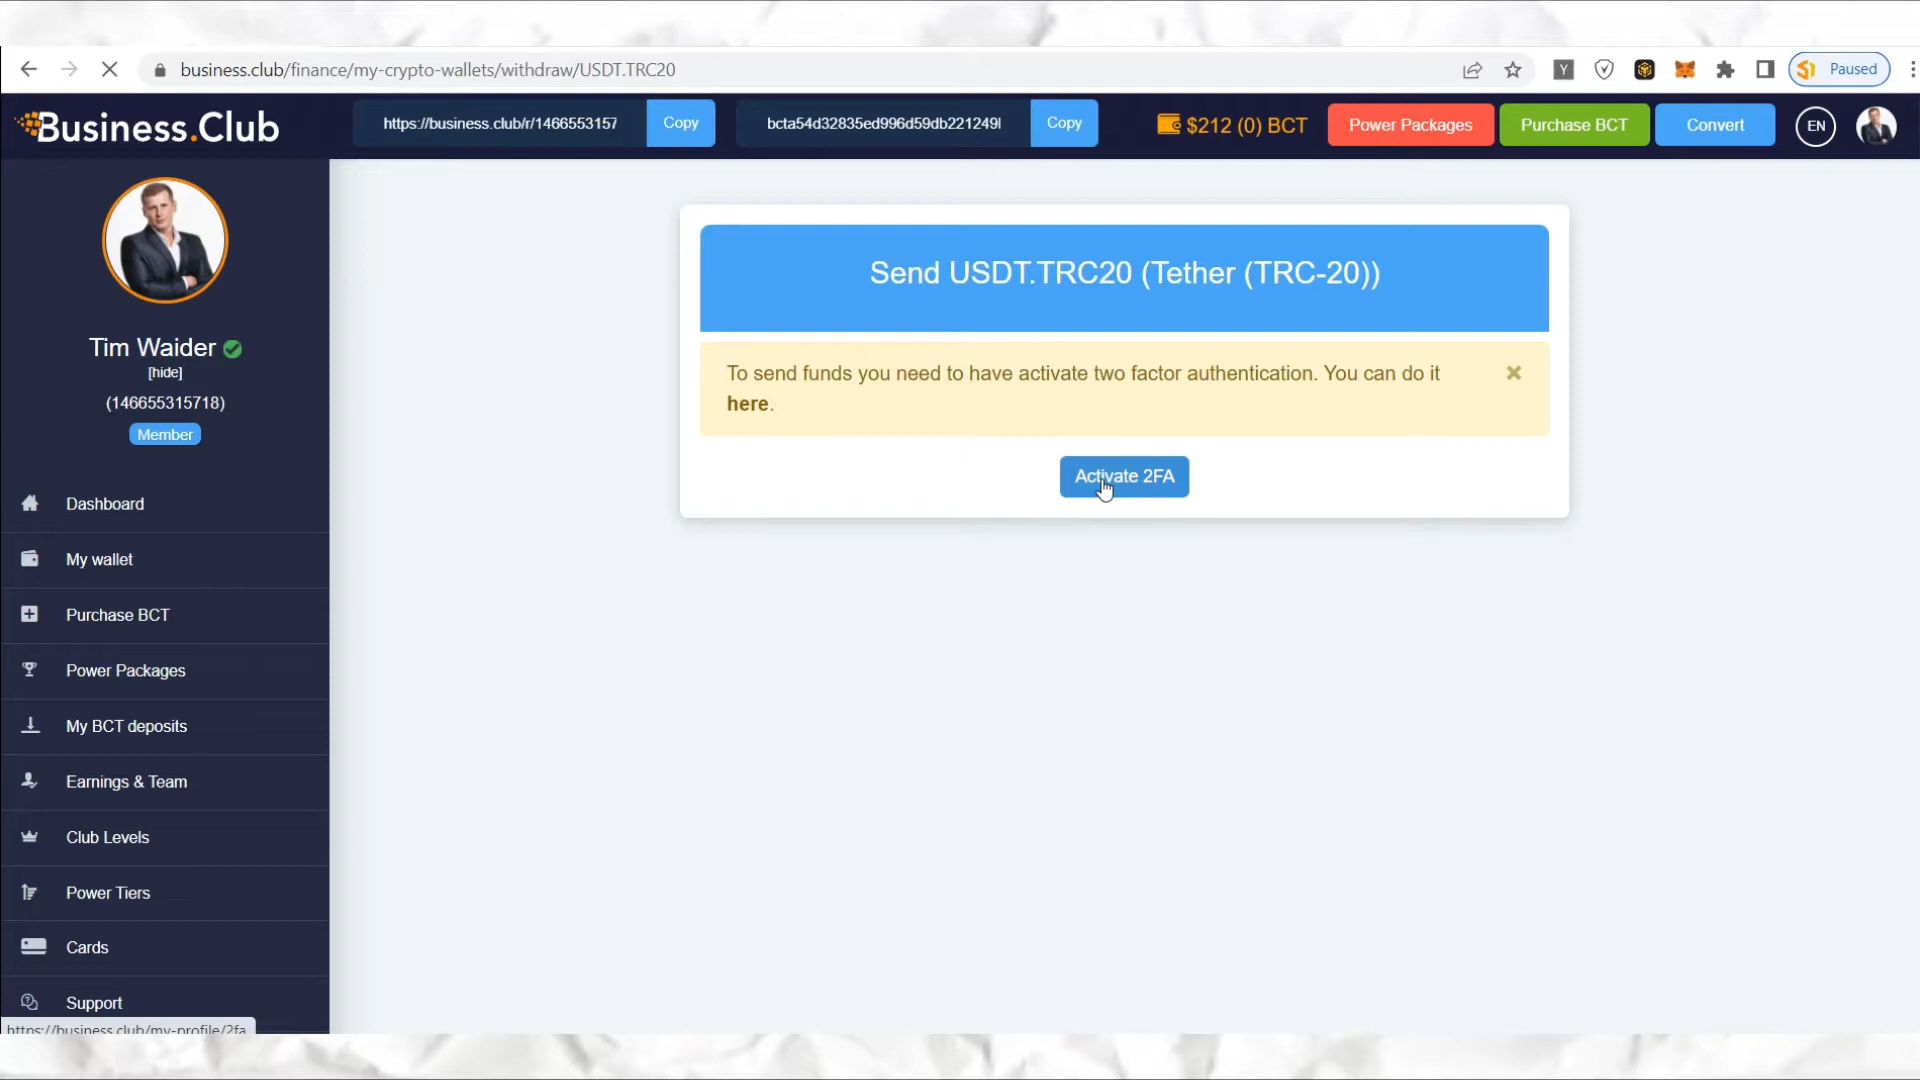 business.club/finance/my-crypto-wallets/withdraw/USDT.TRC20
Y
Paused
Business.Club
https://business.club/r/1466553157
Copy
bcta54d32835ed996d59db221249
Copy
$212 (0) BCT
Power Packages
Purchase BCT
Convert
EN
Tim Waider
[hide]
(146655315718)
Member
Dashboard
My wallet
Purchase BCT
Power Packages
My BCT deposits
Earnings & Team
Club Levels
Power Tiers
Cards
Support
https://business.club/my-profile/2fa
Send USDT.TRC20 (Tether (TRC-20))
To send funds you need to have activate two factor authentication. You can do it
here.
×
Activate 2FA